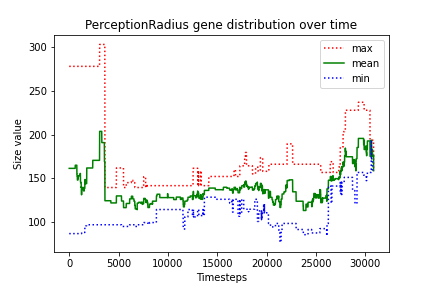 PerceptionRadius gene distribution over time
max
mean
min
Size value
300
250
200
150
100
0 5000 10000 15000 20000 25000 30000
Timesteps